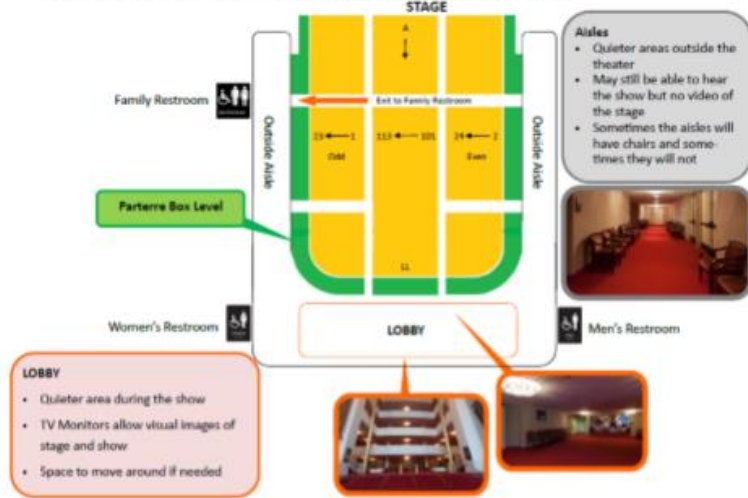 STAGE
A
Aisles
• Quieter areas outside the
theater
• May still be able to hear
the show but no video of
the stage
• Sometimes the aisles will
have chairs and some-
times they will not
Family Restroom
Exit to Family Restroom
Outside Aisle
23 1
Odd
113 101
24 2
Even
Outside Aisle
Parterre Box Level
LL
Women's Restroom
LOBBY
Men's Restroom
LOBBY
• Quieter area during the show
• TV Monitors allow visual images of
stage and show
• Space to move around if needed